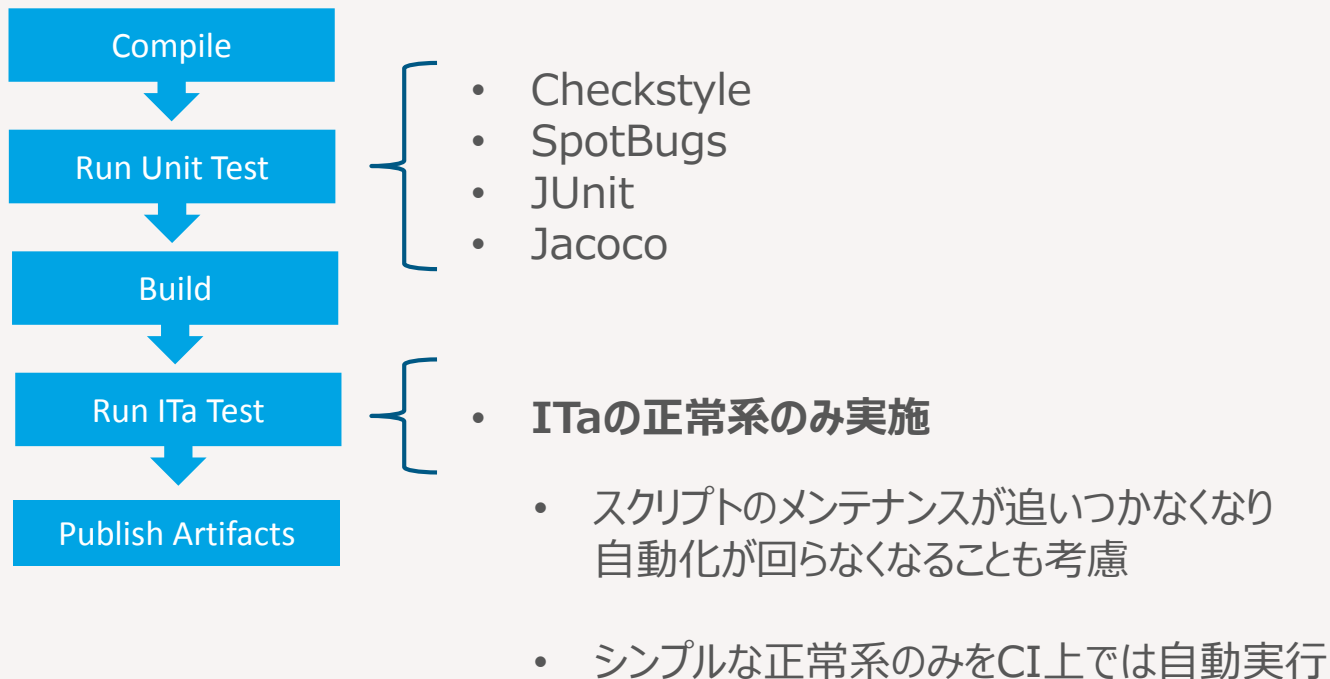 Compile
Run Unit Test
Build
Run ITa Test
Publish Artifacts
• Checkstyle
• SpotBugs
• JUnit
• Jacoco
• ITaの正常系のみ実施
• スクリプトのメンテナンスが追いつかなくなり
自動化が回らなくなることも考慮
• シンプルな正常系のみをCI上では自動実行